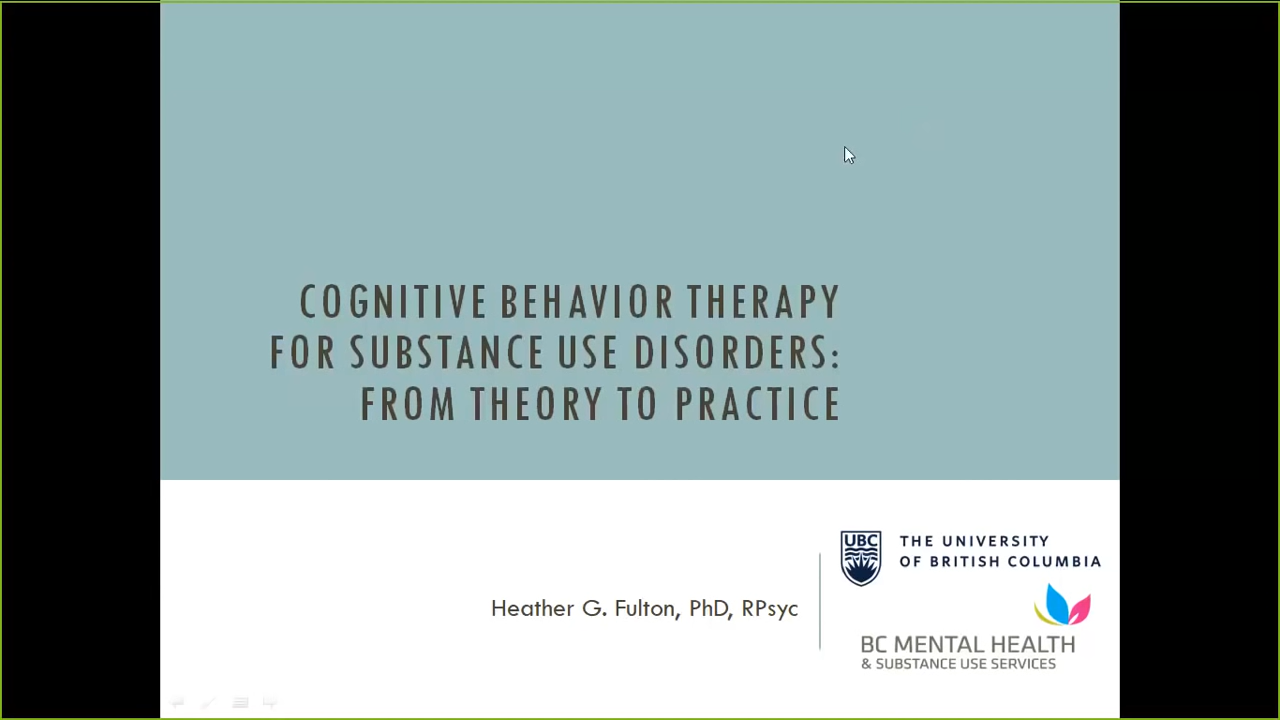 COGNITIVE BEHAVIOR THERAPY
FOR SUBSTANCE USE DISORDERS:
FROM THEORY TO PRACTICE
Heather G. Fulton, PhD, RPsyc
UBC
THE UNIVERSITY
OF BRITISH COLUMBIA
BC MENTAL HEALTH
& SUBSTANCE USE SERVICES